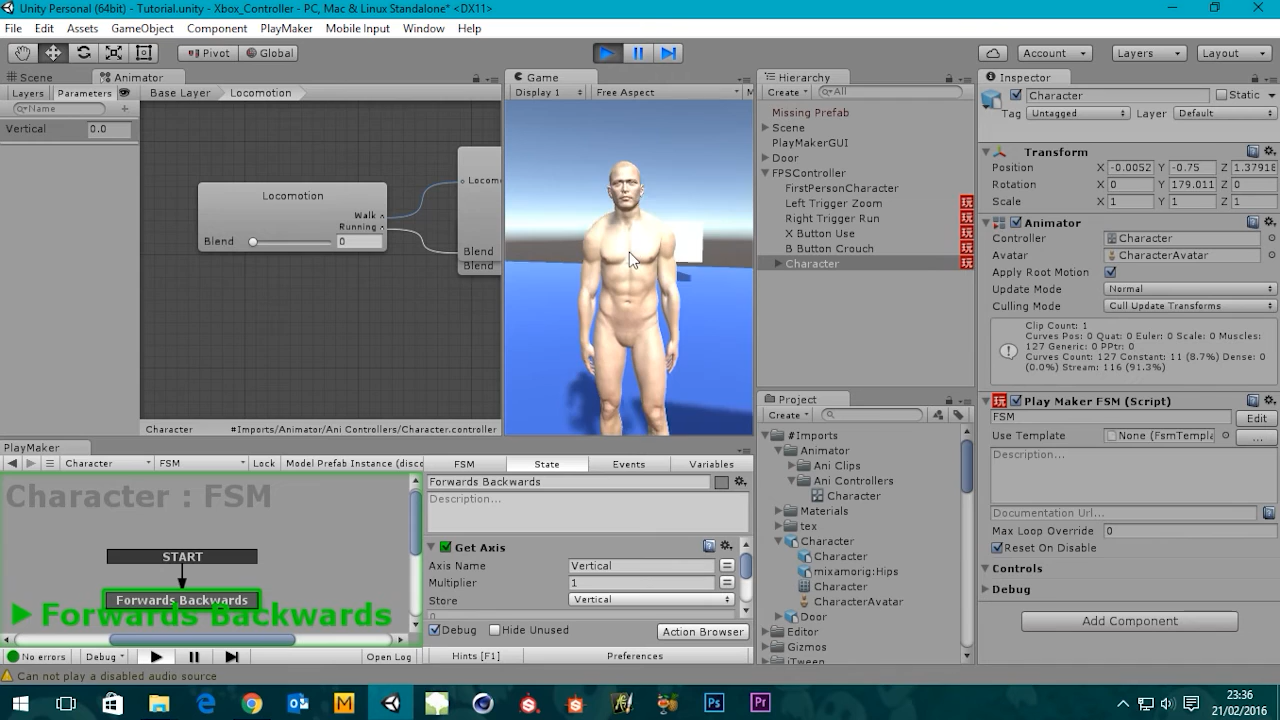 Unity Personal (64bit) - Tutorial.unity - Xbox_Controller - PC, Mac & Linux Standalone* <DX11>
File Edit Assets GameObject Component PlayMaker Mobile Input Window Help
Pivot Global Account Layers Layout
Scene Animator
Layers Parameters
Name
Vertical 0.0
Base Layer Locomotion
Locomotion
Walk
Running
Blend 0
Locomo
Blend
Blend
Character #Imports/Animator/Ani Controllers/Character.controller
Game
Display 1 Free Aspect M
Hierarchy
Create All
Missing Prefab
Scene
PlayMakerGUI
Door
FPSController
FirstPersonCharacter
Left Trigger Zoom
Right Trigger Run
X Button Use
B Button Crouch
Character
Project
Create
#Imports
Animator
Ani Clips
Ani Controllers
Character
Materials
tex
Character
Character
mixamorig:Hips
Character
CharacterAvatar
Door
Editor
Gizmos
iTween
Inspector
Character Static
Tag Untagged Layer Default
Transform
Position X -0.0052 Y -0.75 Z 1.37918
Rotation X 0 Y 179.011 Z 0
Scale X 1 Y 1 Z 1
Animator
Controller Character
Avatar CharacterAvatar
Apply Root Motion
Update Mode Normal
Culling Mode Cull Update Transforms
Clip Count: 1
Curves Pos: 0 Quat: 0 Euler: 0 Scale: 0 Muscles:
127 Generic: 0 PPtr: 0
Curves Count: 127 Constant: 11 (8.7%) Dense: 0
(0.0%) Stream: 116 (91.3%)
Play Maker FSM (Script)
FSM Edit
Use Template None (FsmTempla ...
Description...
Documentation Url...
Max Loop Override 0
Reset On Disable
Controls
Debug
Add Component
PlayMaker
Character FSM Lock Model Prefab Instance (disco
Character : FSM
START
Forwards Backwards
Forwards Backwards
No errors Debug Open Log
FSM State Events Variables
Forwards Backwards
Description...
Get Axis
Axis Name Vertical
Multiplier 1
Store Vertical
Debug Hide Unused Action Browser
Hints [F1] Preferences
Can not play a disabled audio source
23:36
21/02/2016